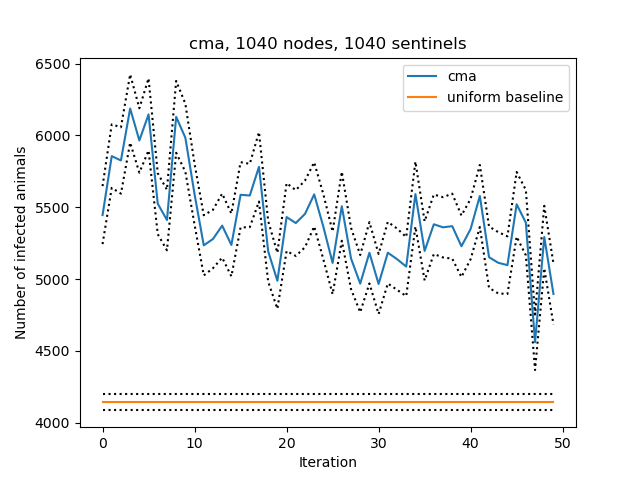 cma, 1040 nodes, 1040 sentinels
6500
6000
5500
5000
4500
4000
Number of infected animals
cma
uniform baseline
0
10
20
30
40
50
Iteration